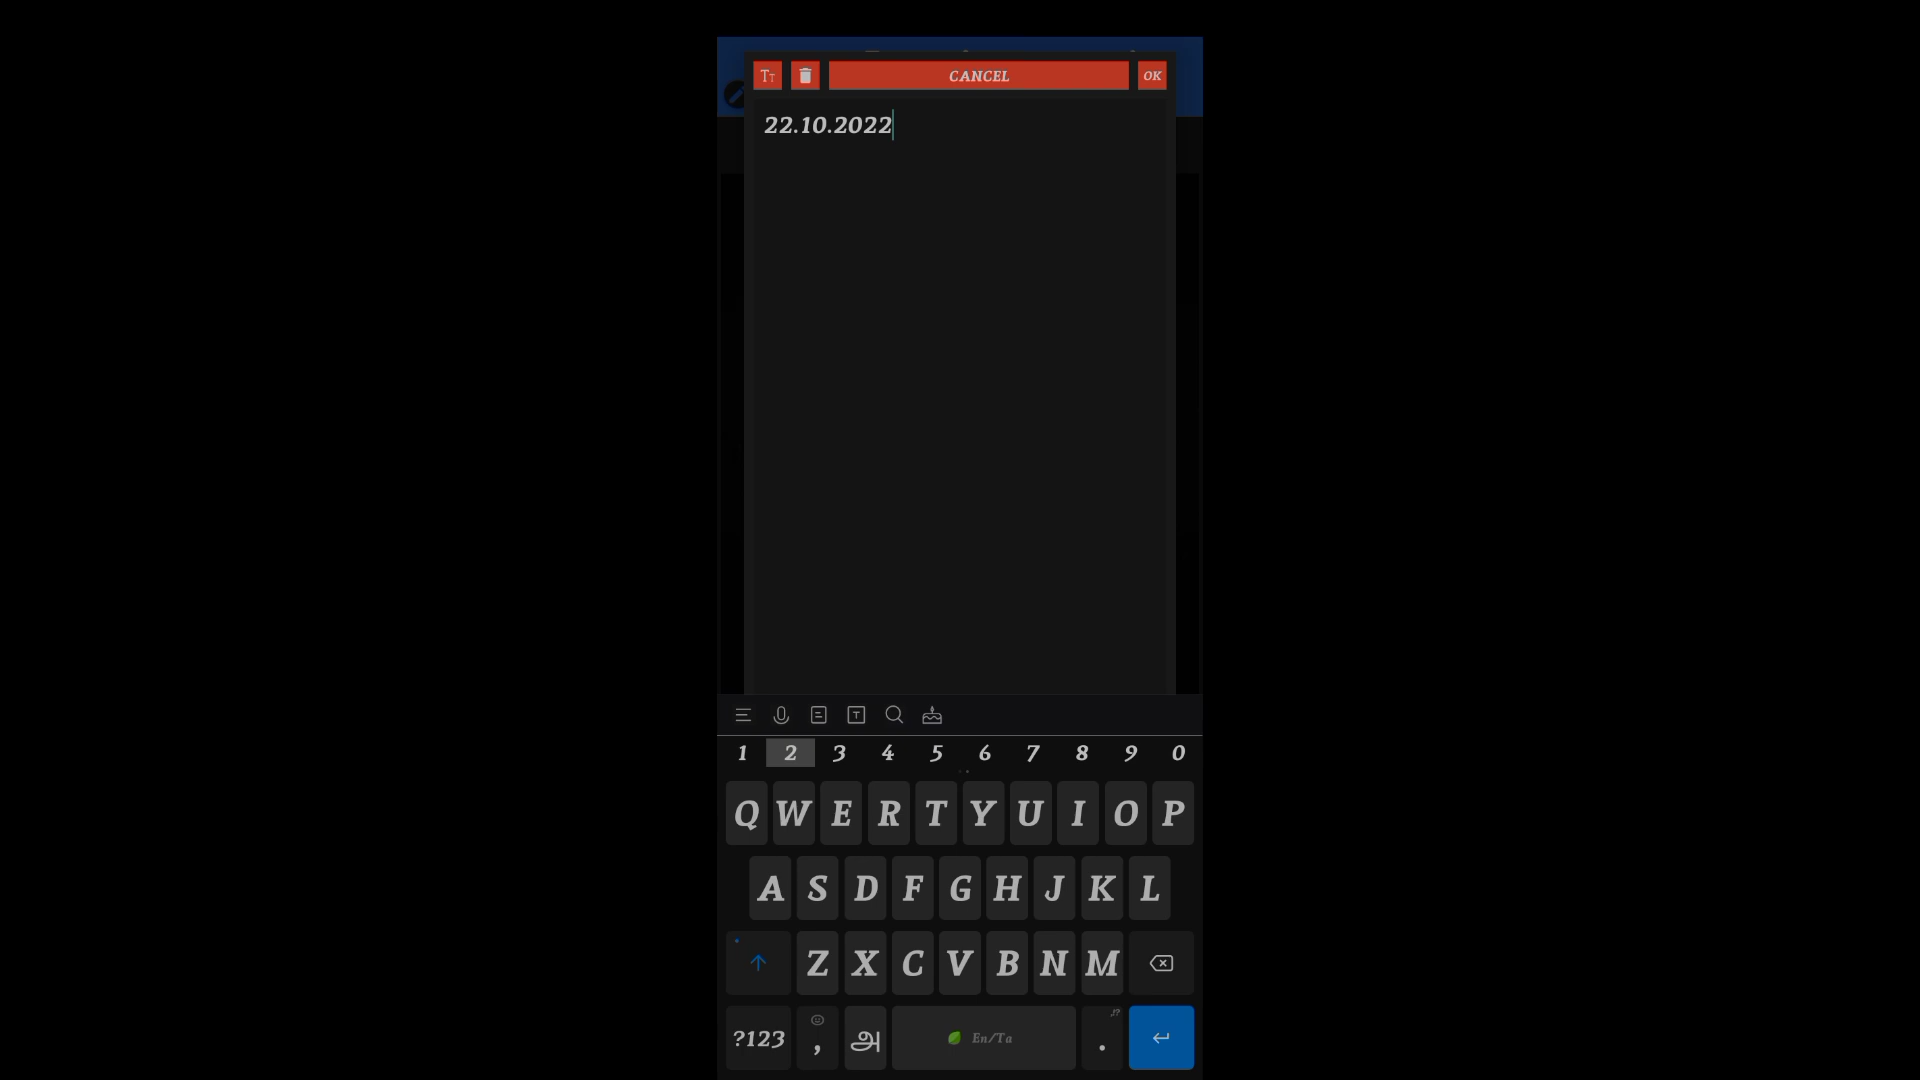 Tт
CANCEL
OK
22.10.2022
1 2 3 4 5 6 7 8 9 0
Q W E R T Y U I O P
A S D F G H J K L
Z X C V B N M
,!?
?123 , அ En/Ta .